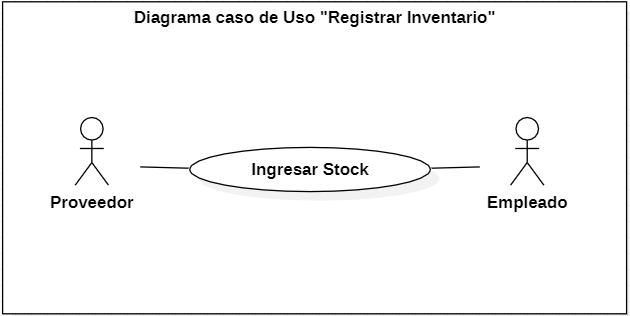 Diagrama caso de Uso "Registrar Inventario"
Ingresar Stock
Proveedor
Empleado